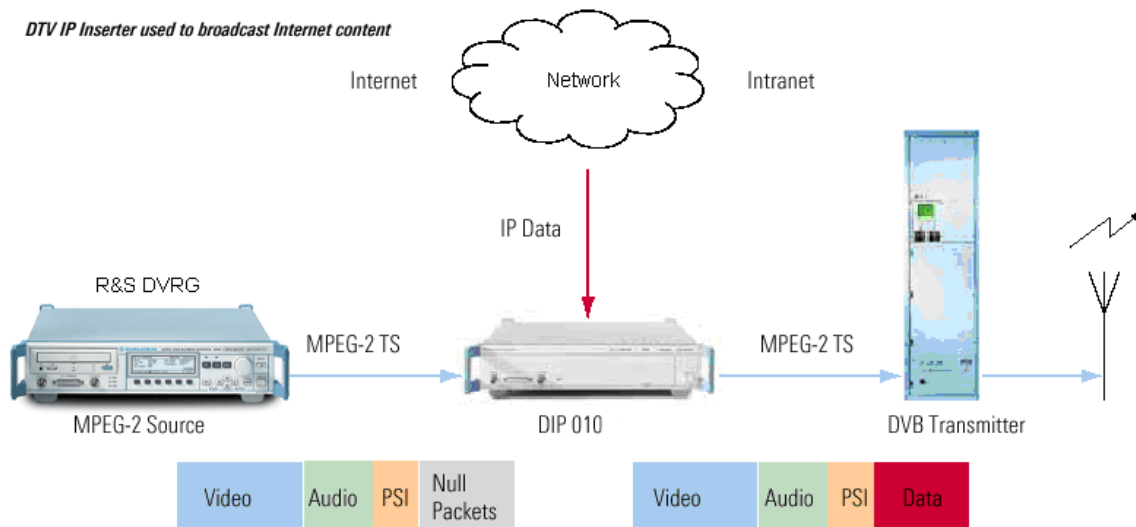 DTV IP Inserter used to broadcast Internet content
Internet
Network
Intranet
IP Data
R&S DVRG
MPEG-2 TS
MPEG-2 TS
MPEG-2 Source
DIP 010
DVB Transmitter
Video
Audio
PSI
Null
Packets
Video
Audio
PSI
Data